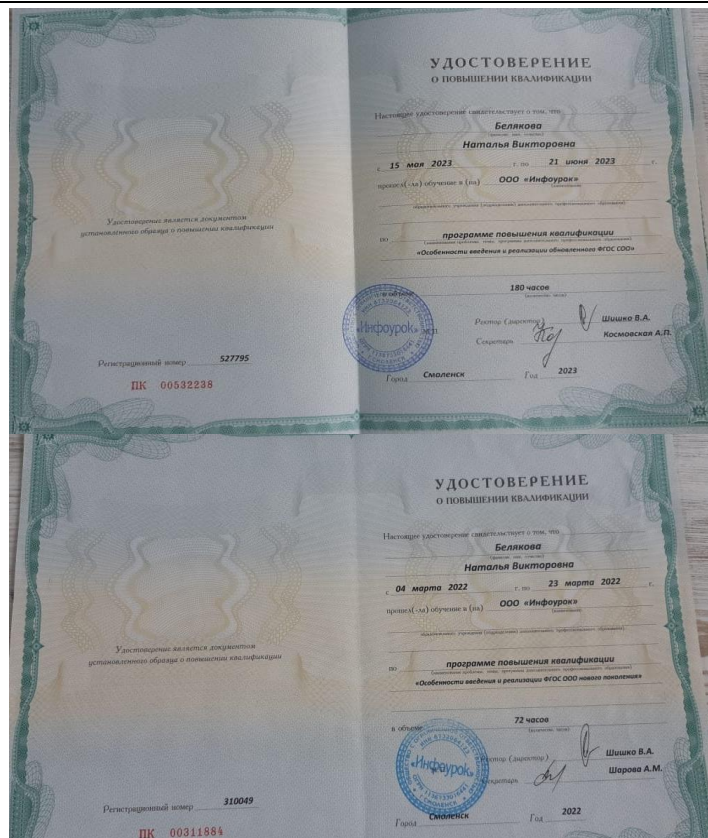 Удостоверение является документом
установленного образца о повышении квалификации
Регистрационный номер 527795
ПК 00532238
УДОСТОВЕРЕНИЕ
О ПОВЫШЕНИИ КВАЛИФИКАЦИИ
Настоящее удостоверение свидетельствует о том, что
Белякова
Наталья Викторовна
с 15 мая 2023 г. по 21 июня 2023 г.
прошел(-ла) обучение в (на) ООО «Инфоурок»
по программе повышения квалификации
«Особенности введения и реализации обновленного ФГОС СОО»
в объеме 180 часов
«Инфоурок» М.П.
Ректор (директор) Шишко В.А.
Секретарь Космовская А.П.
Город Смоленск Год 2023
Удостоверение является документом
установленного образца о повышении квалификации
Регистрационный номер 310049
ПК 00311884
УДОСТОВЕРЕНИЕ
О ПОВЫШЕНИИ КВАЛИФИКАЦИИ
Настоящее удостоверение свидетельствует о том, что
Белякова
Наталья Викторовна
с 04 марта 2022 г. по 23 марта 2022 г.
прошел(-ла) обучение в (на) ООО «Инфоурок»
по программе повышения квалификации
«Особенности введения и реализации ФГОС ООО нового поколения»
в объеме 72 часов
«Инфоурок»
Ректор (директор) Шишко В.А.
Секретарь Шарова А.М.
Город Смоленск Год 2022